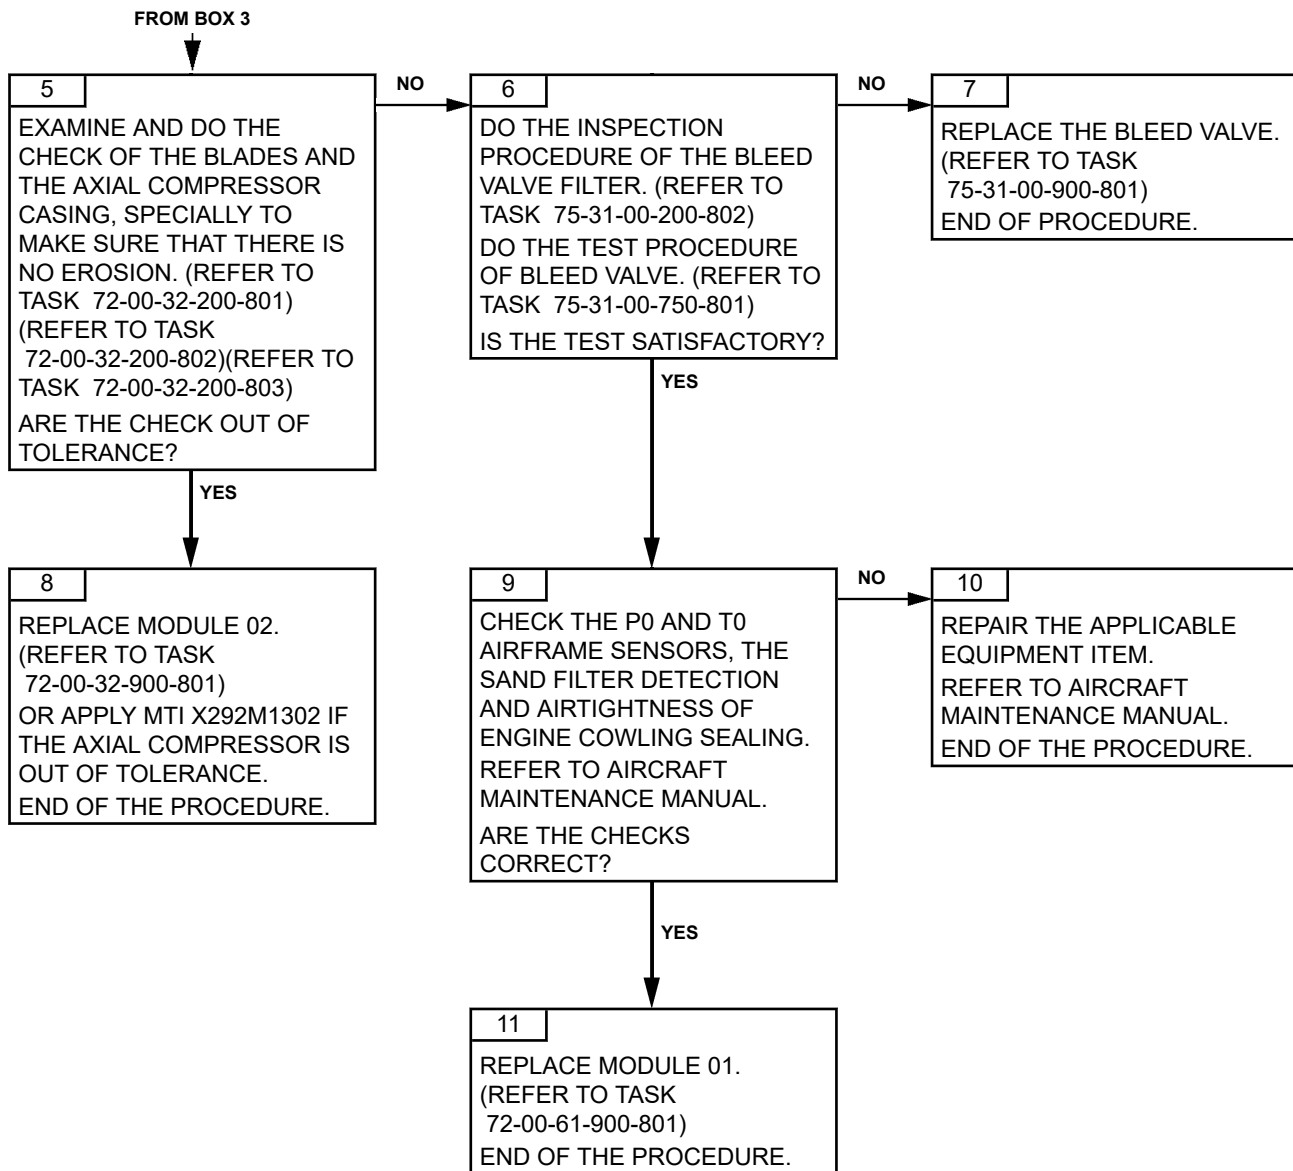 FROM BOX 3
5
EXAMINE AND DO THE
CHECK OF THE BLADES AND
THE AXIAL COMPRESSOR
CASING, SPECIALLY TO
MAKE SURE THAT THERE IS
NO EROSION. (REFER TO
TASK 72-00-32-200-801)
(REFER TO TASK
72-00-32-200-802)(REFER TO
TASK 72-00-32-200-803)
ARE THE CHECK OUT OF
TOLERANCE?
NO
6
DO THE INSPECTION
PROCEDURE OF THE BLEED
VALVE FILTER. (REFER TO
TASK 75-31-00-200-802)
DO THE TEST PROCEDURE
OF BLEED VALVE. (REFER TO
TASK 75-31-00-750-801)
IS THE TEST SATISFACTORY?
NO
7
REPLACE THE BLEED VALVE.
(REFER TO TASK
75-31-00-900-801)
END OF PROCEDURE.
YES
YES
8
REPLACE MODULE 02.
(REFER TO TASK
72-00-32-900-801)
OR APPLY MTI X292M1302 IF
THE AXIAL COMPRESSOR IS
OUT OF TOLERANCE.
END OF THE PROCEDURE.
9
CHECK THE P0 AND T0
AIRFRAME SENSORS, THE
SAND FILTER DETECTION
AND AIRTIGHTNESS OF
ENGINE COWLING SEALING.
REFER TO AIRCRAFT
MAINTENANCE MANUAL.
ARE THE CHECKS
CORRECT?
NO
10
REPAIR THE APPLICABLE
EQUIPMENT ITEM.
REFER TO AIRCRAFT
MAINTENANCE MANUAL.
END OF THE PROCEDURE.
YES
11
REPLACE MODULE 01.
(REFER TO TASK
72-00-61-900-801)
END OF THE PROCEDURE.